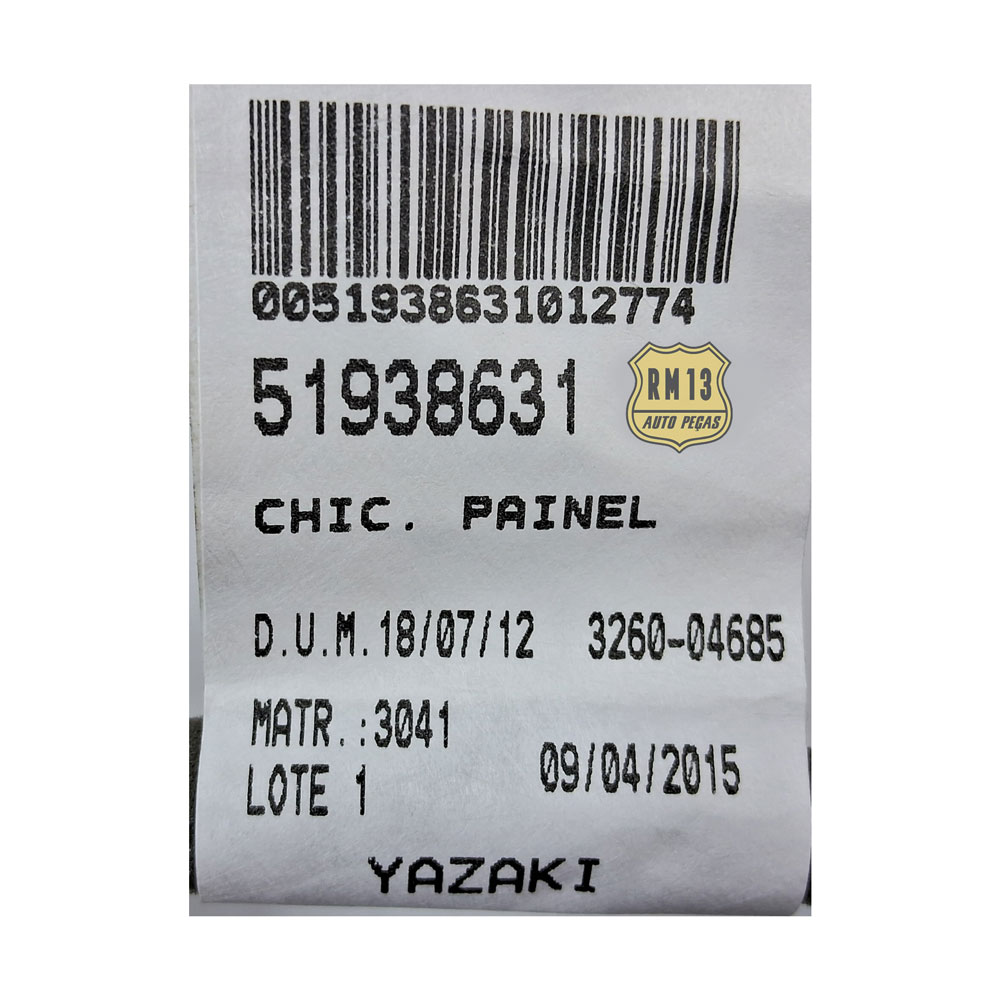 0051938631012774
51938631
RM 13
AUTO PEÇAS
CHIC. PAINEL
D.U.M.18/07/12 3260-04685
MATR.:3041
09/04/2015
LOTE 1
YAZAKI